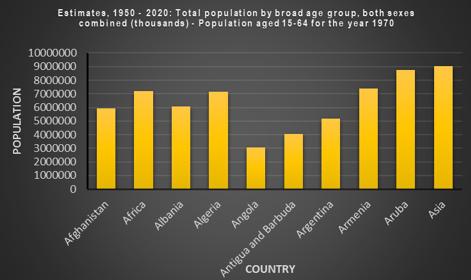 Estimates, 1950 - 2020: Total population by broad age group, both sexes
combined (thousands) - Population aged 15-64 for the year 1970
POPULATION
10000000
9000000
8000000
7000000
6000000
5000000
4000000
3000000
2000000
1000000
0
Afghanistan
Africa
Albania
Algeria
Angola
Antigua and Barbuda
Argentina
Armenia
Aruba
Asia
COUNTRY